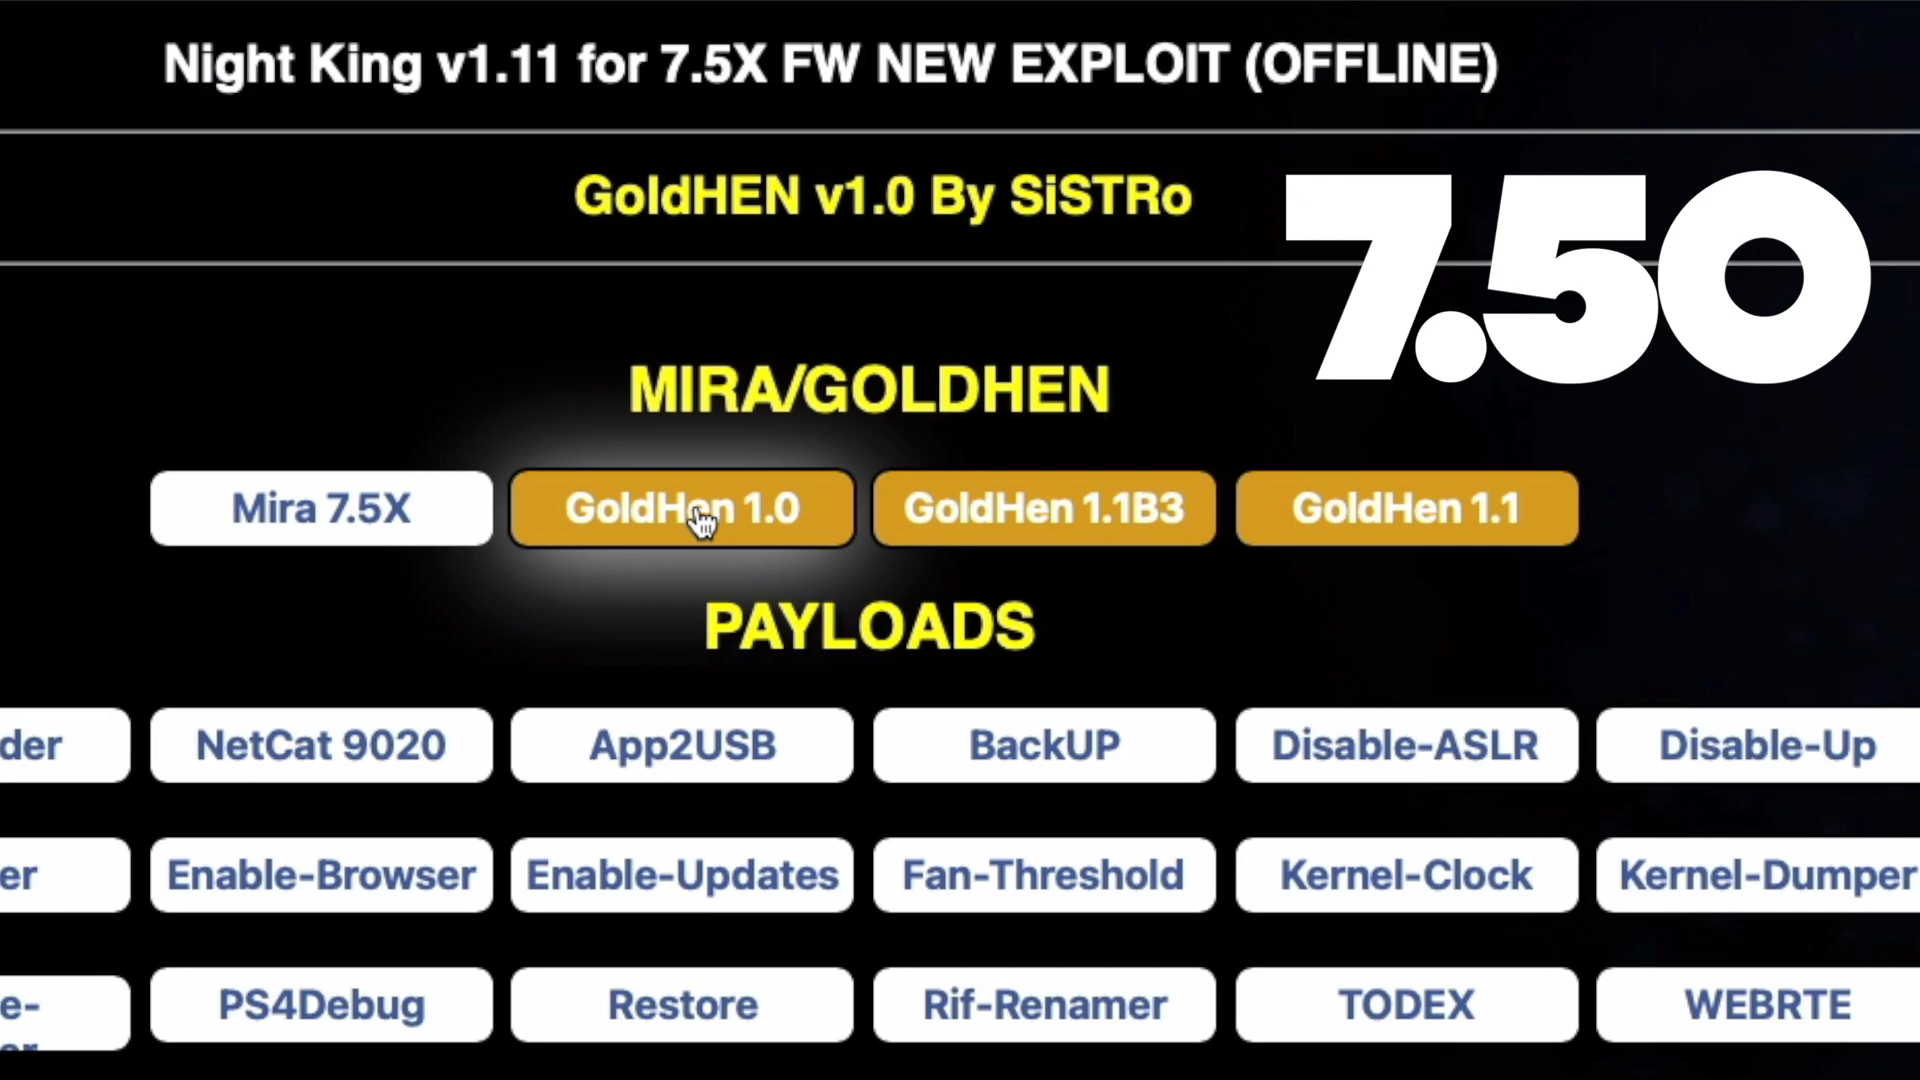 Night King v1.11 for 7.5X FW NEW EXPLOIT (OFFLINE)
GoldHEN v1.0 By SiSTRo
7.50
MIRA/GOLDHEN
Mira 7.5X GoldHen 1.0 GoldHen 1.1B3 GoldHen 1.1
PAYLOADS
der NetCat 9020 App2USB BackUP Disable-ASLR Disable-Up
er Enable-Browser Enable-Updates Fan-Threshold Kernel-Clock Kernel-Dumper
e- PS4Debug Restore Rif-Renamer TODEX WEBRTE